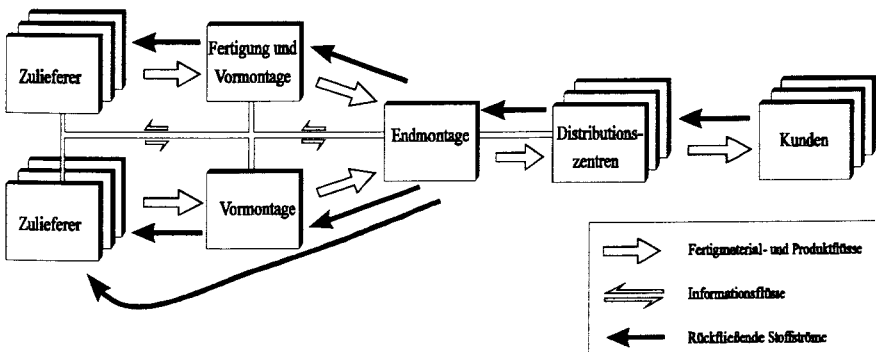 Zulieferer
Fertigung und
Vormontage
Endmontage
Distributions-
zentren
Kunden
Zulieferer
Vormontage
Fertigmaterial- und Produktflüsse
Informationsflüsse
Rückfließende Stoffströme